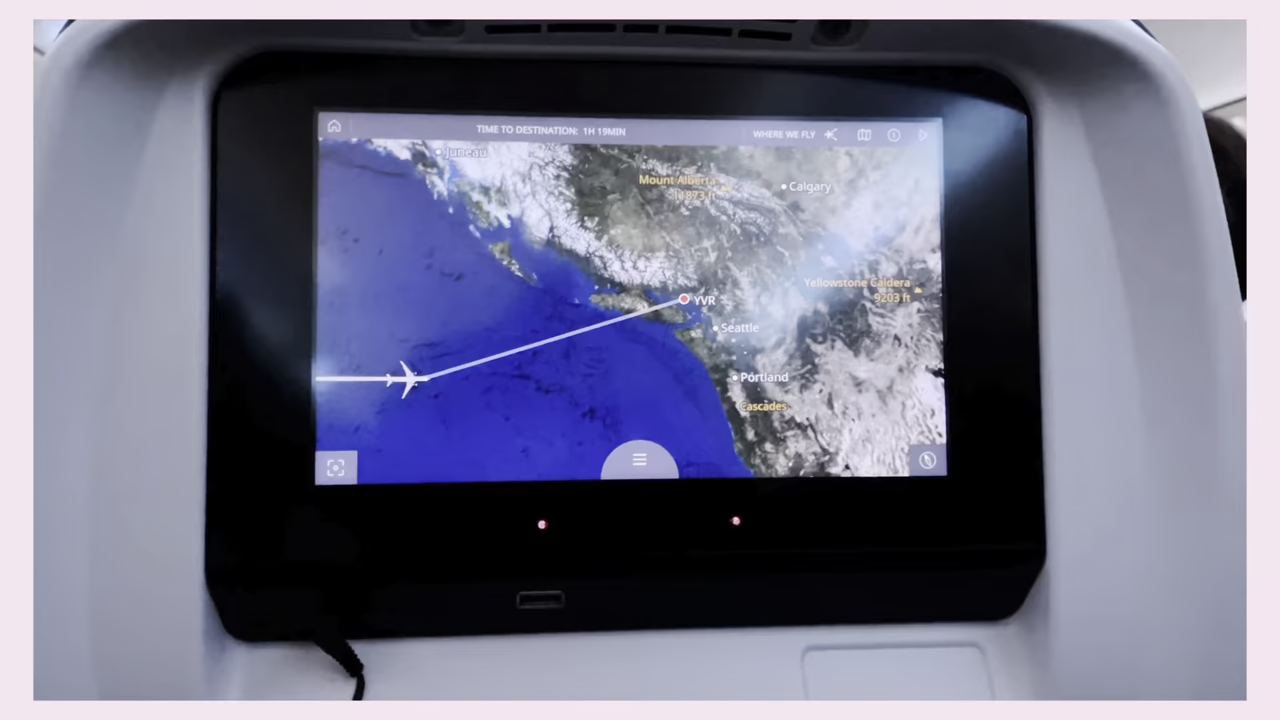 TIME TO DESTINATION: 1H 19MIN
WHERE WE FLY
Juneau
Mount Alberta
11873 ft
Calgary
Yellowstone Caldera
9203 ft
YVR
Seattle
Portland
Cascades